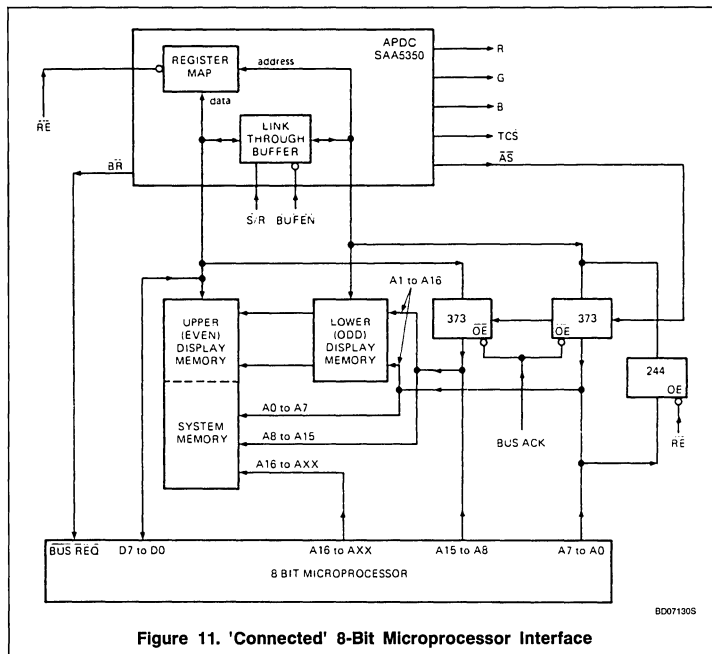 APDC
SAA5350
REGISTER
MAP
address
data
RE
LINK
THROUGH
BUFFER
R
G
B
TCS
AS
BR
S/R
BUFEN
A1 to A16
UPPER
(EVEN)
DISPLAY
MEMORY
LOWER
(ODD)
DISPLAY
MEMORY
373
OE
373
OE
244
OE
SYSTEM
MEMORY
A0 to A7
A8 to A15
A16 to AXX
BUS ACK
RE
BUS REQ
D7 to D0
A16 to AXX
A15 to A8
A7 to A0
8 BIT MICROPROCESSOR
BD07130S
Figure 11. 'Connected' 8-Bit Microprocessor Interface